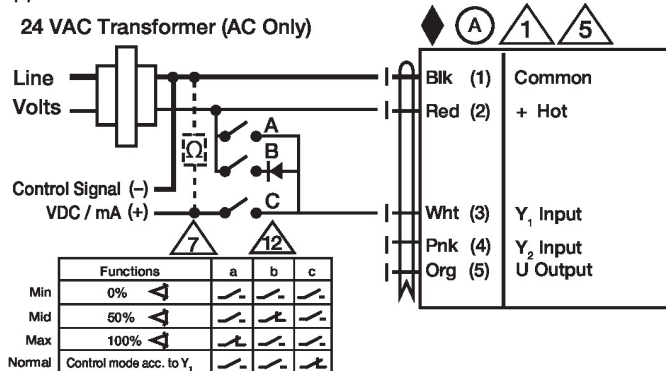 24 VAC Transformer (AC Only)
A 1 5
Line
Volts
Blk (1) Common
Red (2) + Hot
A
Ω
B
Control Signal (–)
VDC / mA (+)
C
Wht (3) Y1 Input
Pnk (4) Y2 Input
Org (5) U Output
7 12
Functions a b c
Min 0%
Mid 50%
Max 100%
Normal Control mode acc. to Y1